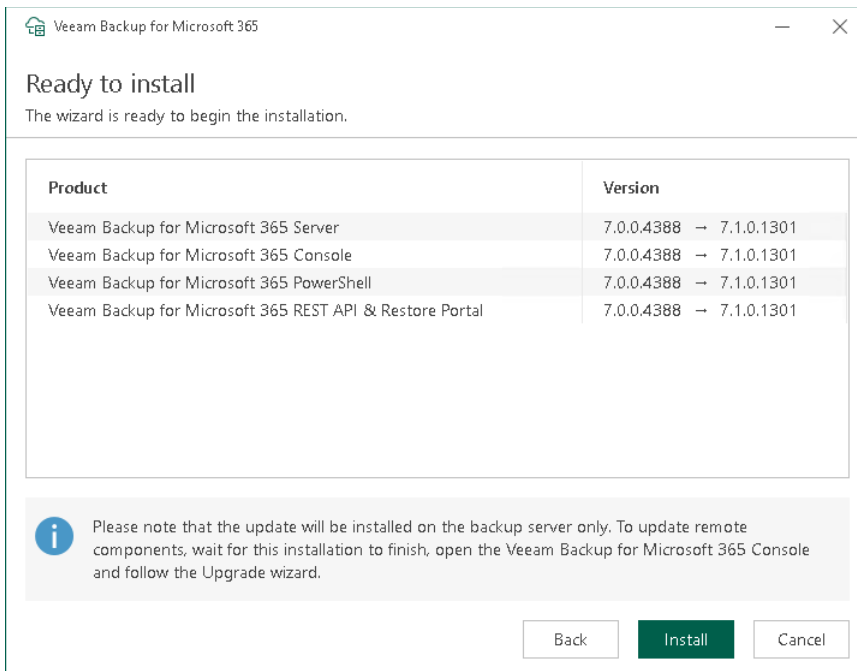 Veeam Backup for Microsoft 365
Ready to install
The wizard is ready to begin the installation.
Product Version
Veeam Backup for Microsoft 365 Server 7.0.0.4388 → 7.1.0.1301
Veeam Backup for Microsoft 365 Console 7.0.0.4388 → 7.1.0.1301
Veeam Backup for Microsoft 365 PowerShell 7.0.0.4388 → 7.1.0.1301
Veeam Backup for Microsoft 365 REST API & Restore Portal 7.0.0.4388 → 7.1.0.1301
Please note that the update will be installed on the backup server only. To update remote
components, wait for this installation to finish, open the Veeam Backup for Microsoft 365 Console
and follow the Upgrade wizard.
Back Install Cancel